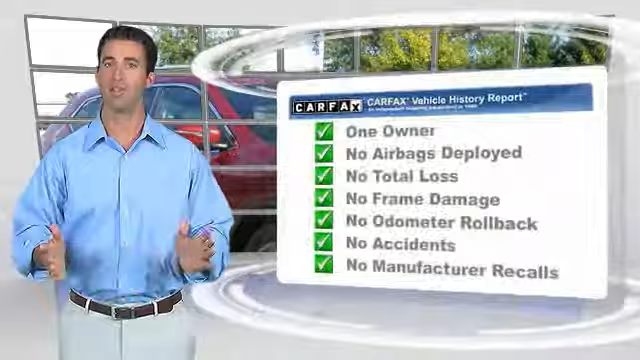 CARFAX CARFAX Vehicle History Report™
One Owner
No Airbags Deployed
No Total Loss
No Frame Damage
No Odometer Rollback
No Accidents
No Manufacturer Recalls